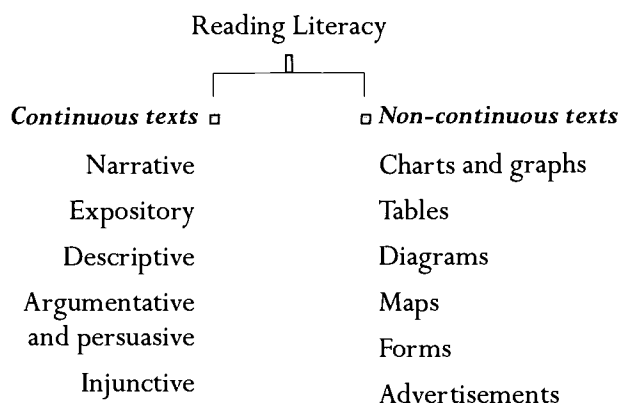 Reading Literacy
Continuous texts
Narrative
Expository
Descriptive
Argumentative
and persuasive
Injunctive
Non-continuous texts
Charts and graphs
Tables
Diagrams
Maps
Forms
Advertisements